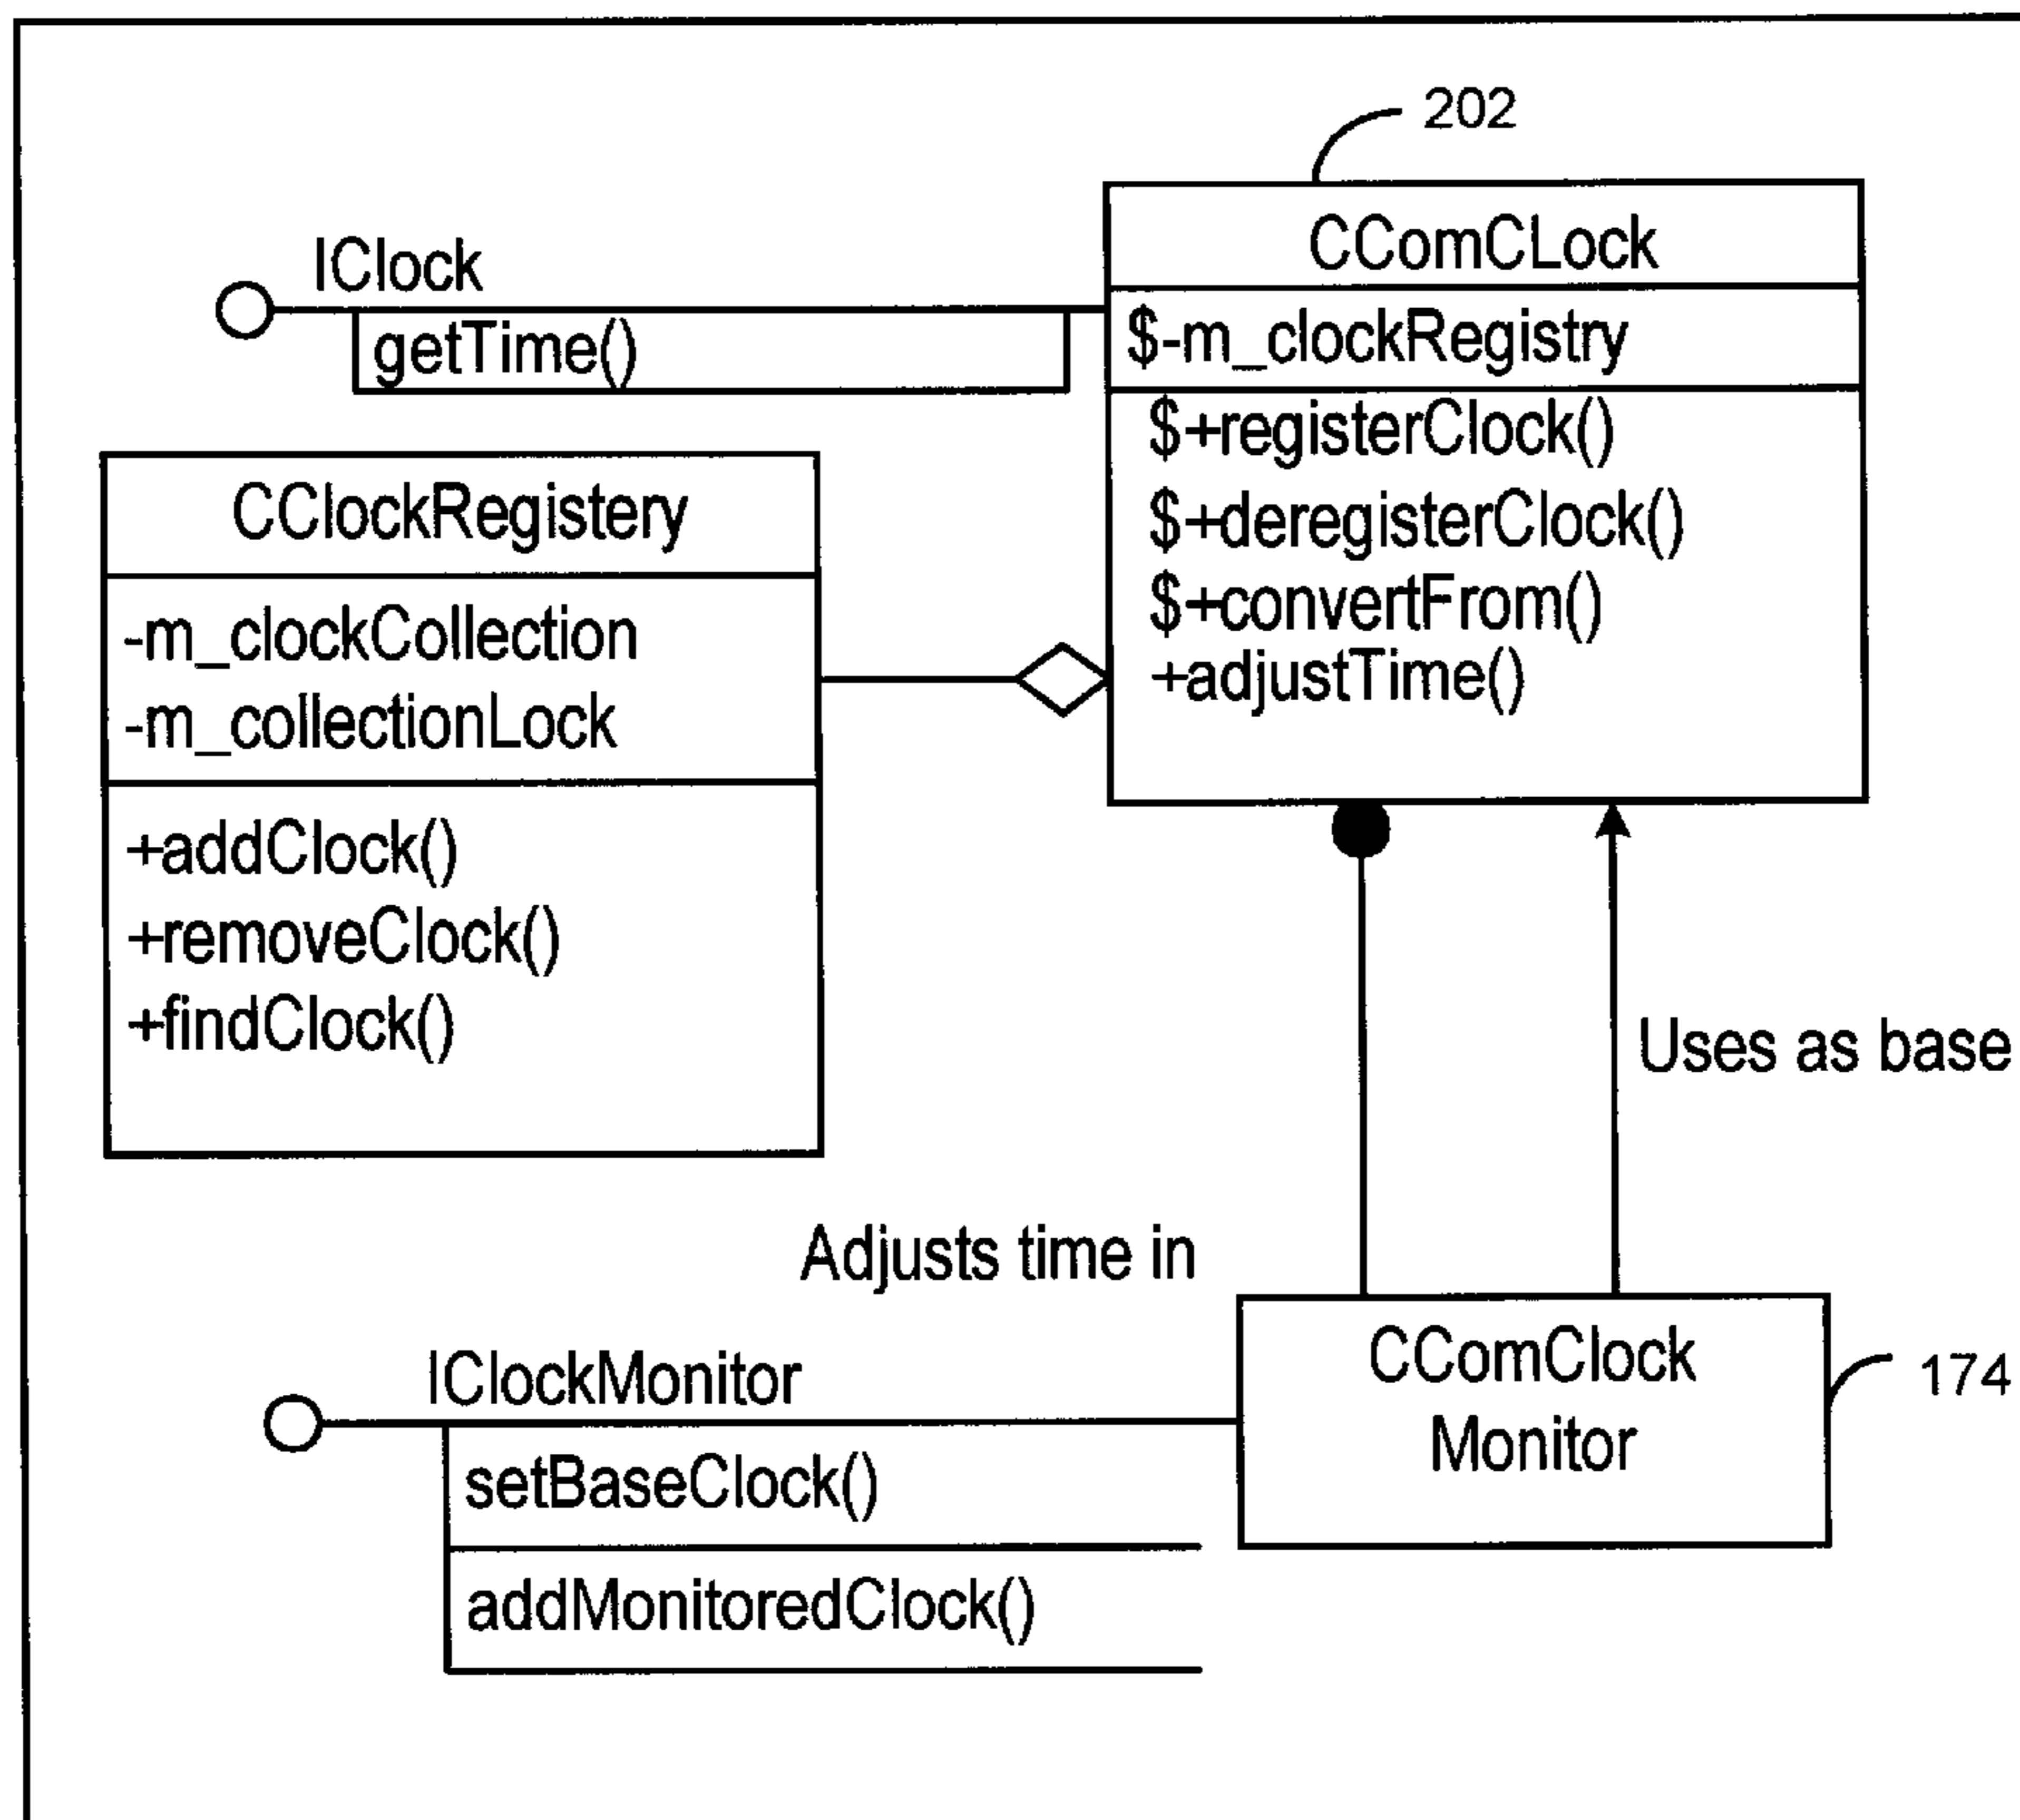 202
CComCLock
$-m_clockRegistry
$+registerClock()
$+deregisterClock()
$+convertFrom()
+adjustTime()
IClock
getTime()
CClockRegistery
-m_clockCollection
-m_collectionLock
+addClock()
+removeClock()
+findClock()
Uses as base
Adjusts time in
CComClock
Monitor
174
IClockMonitor
setBaseClock()
addMonitoredClock()